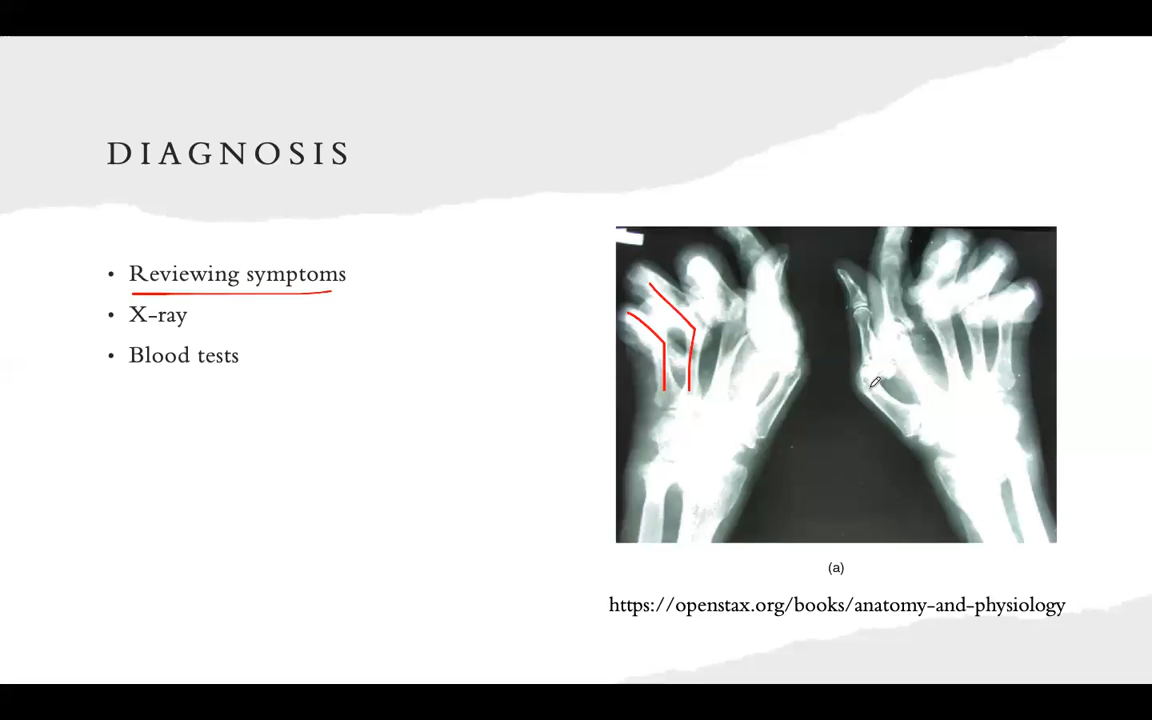 DIAGNOSIS
• Reviewing symptoms
• X-ray
• Blood tests
(a)
https://openstax.org/books/anatomy-and-physiology